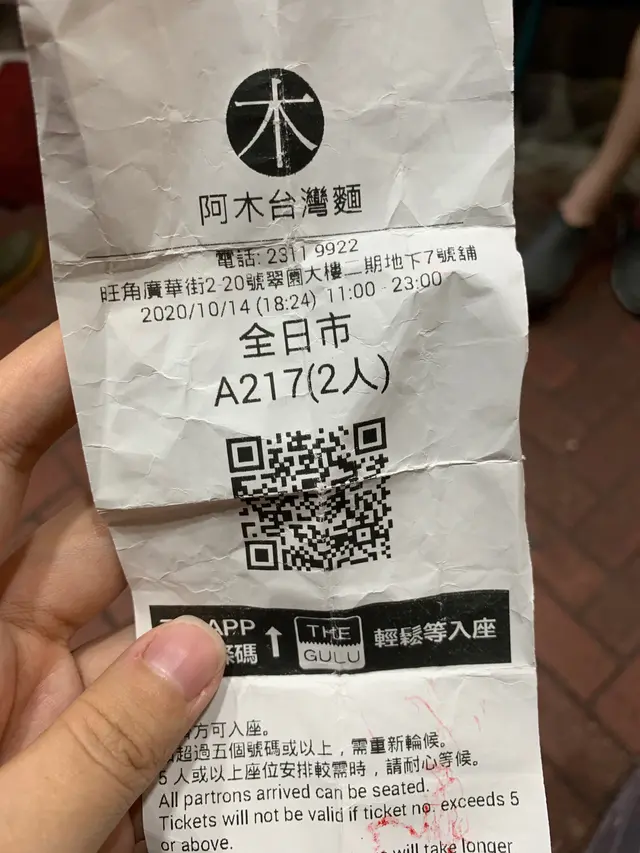 木
阿木台灣麵
電話: 2311 9922
旺角廣華街2-20號翠園大樓二期地下7號舖
2020/10/14 (18:24) 11:00 - 23:00
全日市
A217(2人)
APP
條碼
THE
GULU
輕鬆等入座
方可入座。
超過五個號碼或以上，需重新輪候。
5 人或以上座位安排較需時，請耐心等候。
All partrons arrived can be seated.
Tickets will not be valid if ticket no. exceeds 5
or above.
will take longer